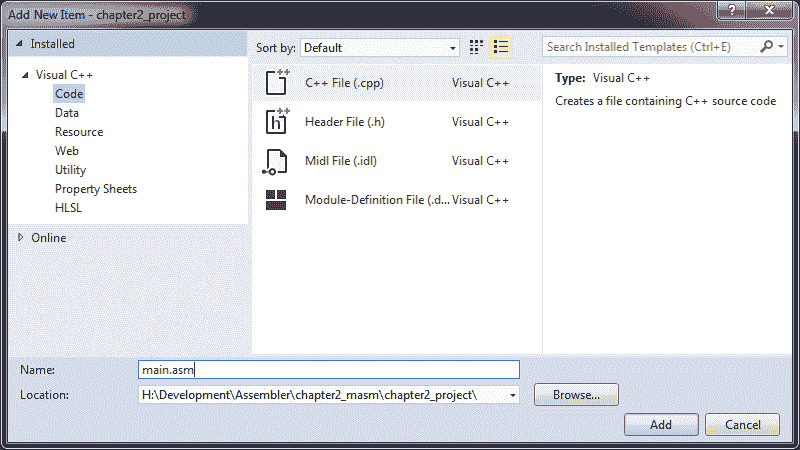 Add New Item - chapter2_project
? X
Installed
Sort by: Default
Search Installed Templates (Ctrl+E)
Visual C++
Code
Data
Resource
Web
Utility
Property Sheets
HLSL
Online
C++ File (.cpp) Visual C++
Header File (.h) Visual C++
Midl File (.idl) Visual C++
Module-Definition File (.d... Visual C++
Type: Visual C++
Creates a file containing C++ source code
Name: main.asm
Location: H:\Development\Assembler\chapter2_masm\chapter2_project\
Browse...
Add
Cancel